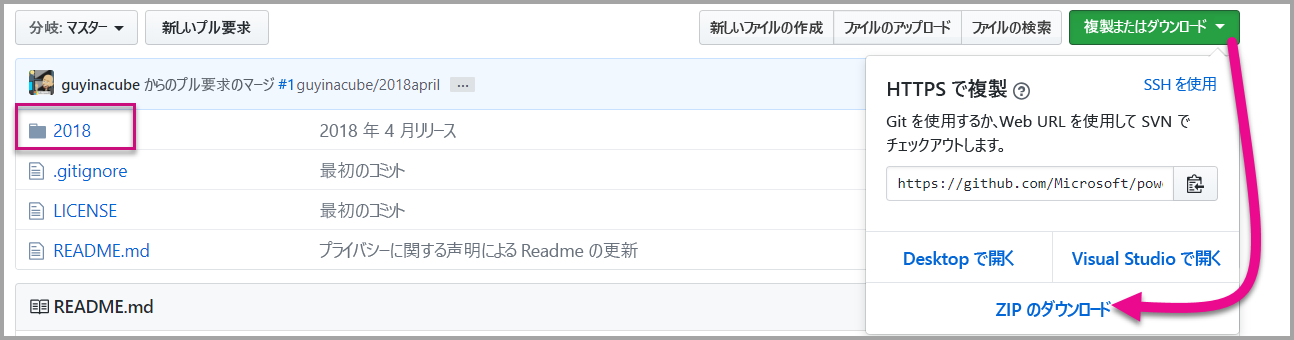 分岐: マスター
新しいプル要求
新しいファイルの作成
ファイルのアップロード
ファイルの検索
複製またはダウンロード
guyinacube からのプル要求のマージ #1guyinacube/2018april ...
2018 2018 年 4 月リリース
.gitignore 最初のコミット
LICENSE 最初のコミット
README.md プライバシーに関する声明による Readme の更新
README.md
HTTPS で複製 ?
SSH を使用
Git を使用するか、Web URL を使用して SVN で
チェックアウトします。
https://github.com/Microsoft/pow
Desktop で開く
Visual Studio で開く
ZIP のダウンロード